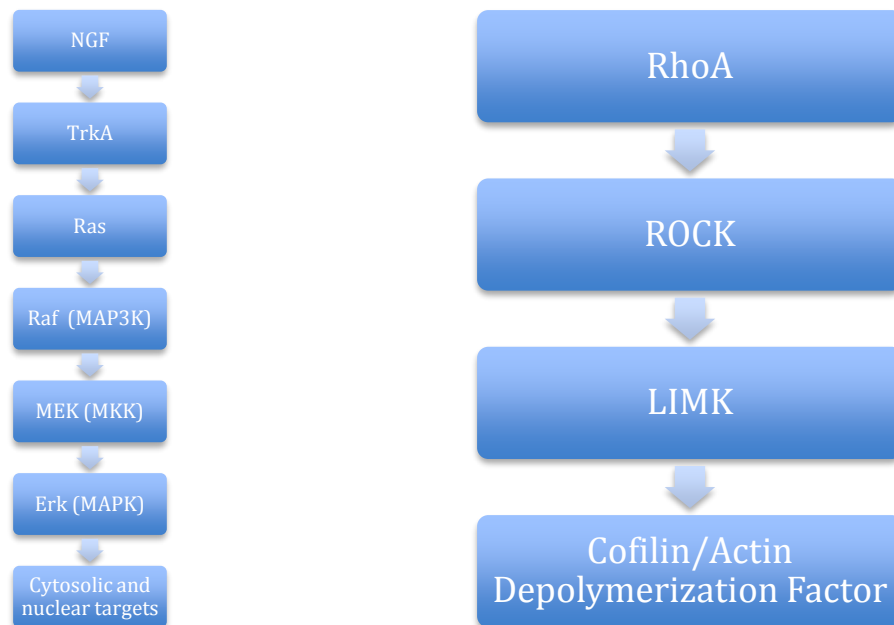 NGF
TrkA
Ras
Raf (MAP3K)
MEK (MKK)
Erk (MAPK)
Cytosolic and
nuclear targets
RhoA
ROCK
LIMK
Cofilin/Actin
Depolymerization Factor